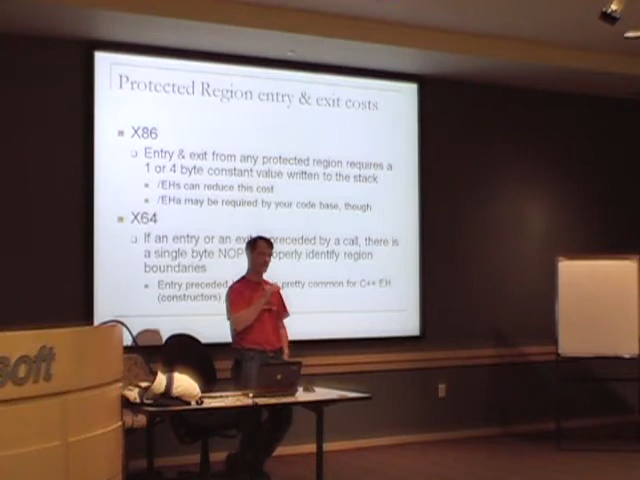 Protected Region entry & exit costs
X86
Entry & exit from any protected region requires a
1 or 4 byte constant value written to the stack
/EHs can reduce this cost
/EHa may be required by your code base, though
X64
If an entry or an exi preceded by a call, there is
a single byte NOP operly identify region
boundaries
Entry preceded pretty common for C++ EH
(constructors)
soft